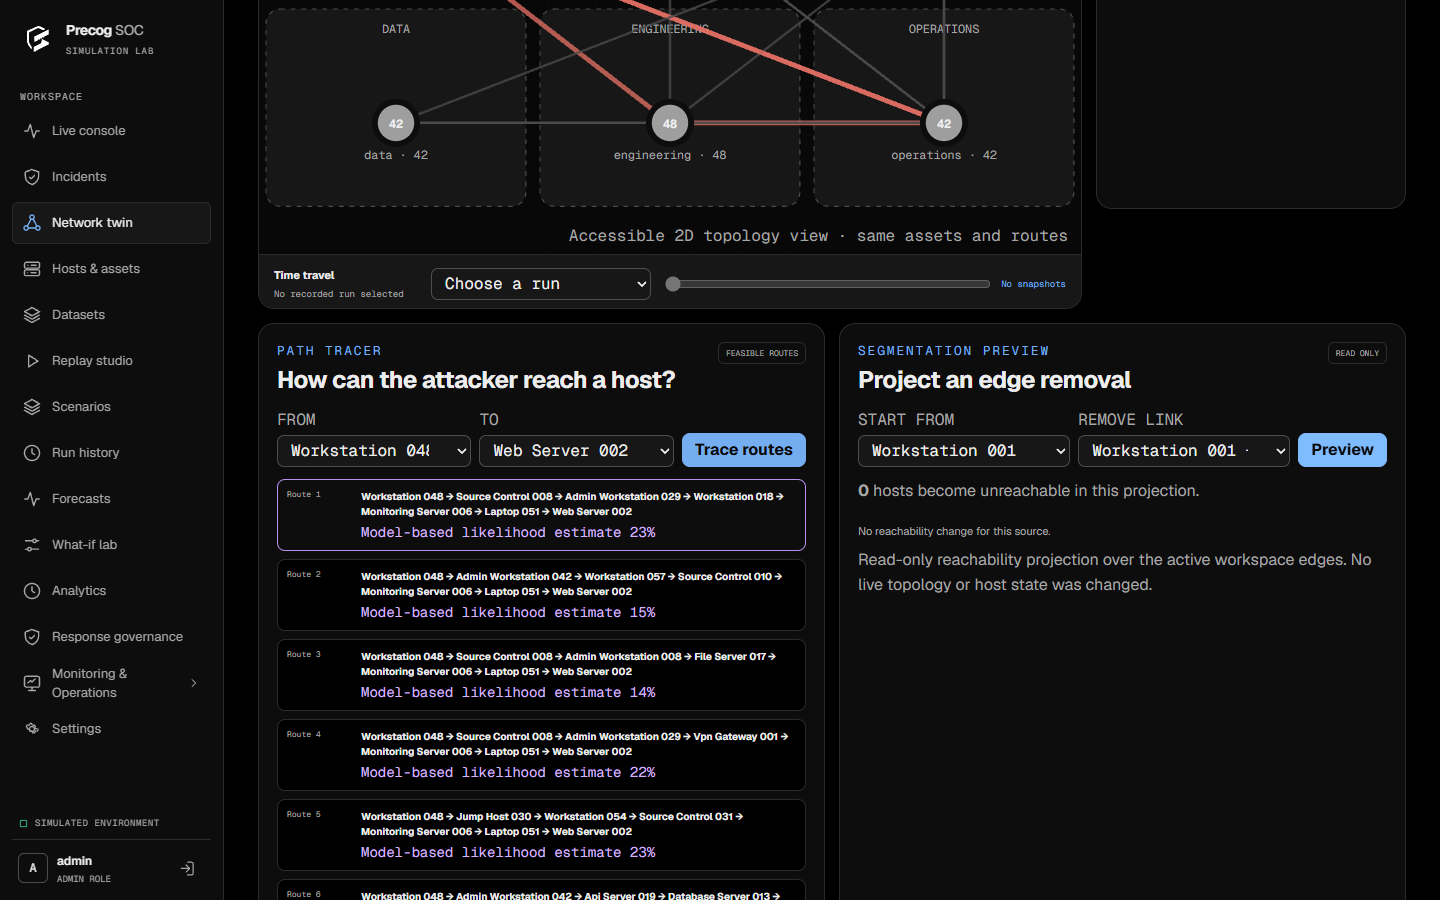 Precog SOC
SIMULATION LAB
WORKSPACE
Live console
Incidents
Network twin
Hosts & assets
Datasets
Replay studio
Scenarios
Run history
Forecasts
What-if lab
Analytics
Response governance
Monitoring &
Operations
Settings
SIMULATED ENVIRONMENT
A
admin
ADMIN ROLE
DATA
ENGINEERING
OPERATIONS
42
48
42
data · 42
engineering · 48
operations · 42
Accessible 2D topology view · same assets and routes
Time travel
No recorded run selected
Choose a run
No snapshots
PATH TRACER
FEASIBLE ROUTES
How can the attacker reach a host?
FROM
TO
Workstation 048
Web Server 002
Trace routes
Route 1
Workstation 048 → Source Control 008 → Admin Workstation 029 → Workstation 018 →
Monitoring Server 006 → Laptop 051 → Web Server 002
Model-based likelihood estimate 23%
Route 2
Workstation 048 → Admin Workstation 042 → Workstation 057 → Source Control 010 →
Monitoring Server 006 → Laptop 051 → Web Server 002
Model-based likelihood estimate 15%
Route 3
Workstation 048 → Source Control 008 → Admin Workstation 008 → File Server 017 →
Monitoring Server 006 → Laptop 051 → Web Server 002
Model-based likelihood estimate 14%
Route 4
Workstation 048 → Source Control 008 → Admin Workstation 029 → Vpn Gateway 001 →
Monitoring Server 006 → Laptop 051 → Web Server 002
Model-based likelihood estimate 22%
Route 5
Workstation 048 → Jump Host 030 → Workstation 054 → Source Control 031 →
Monitoring Server 006 → Laptop 051 → Web Server 002
Model-based likelihood estimate 23%
Route 6
Workstation 048 → Admin Workstation 042 → Api Server 019 → Database Server 013 →
SEGMENTATION PREVIEW
READ ONLY
Project an edge removal
START FROM
REMOVE LINK
Workstation 001
Workstation 001 ·
Preview
0 hosts become unreachable in this projection.
No reachability change for this source.
Read-only reachability projection over the active workspace edges. No
live topology or host state was changed.